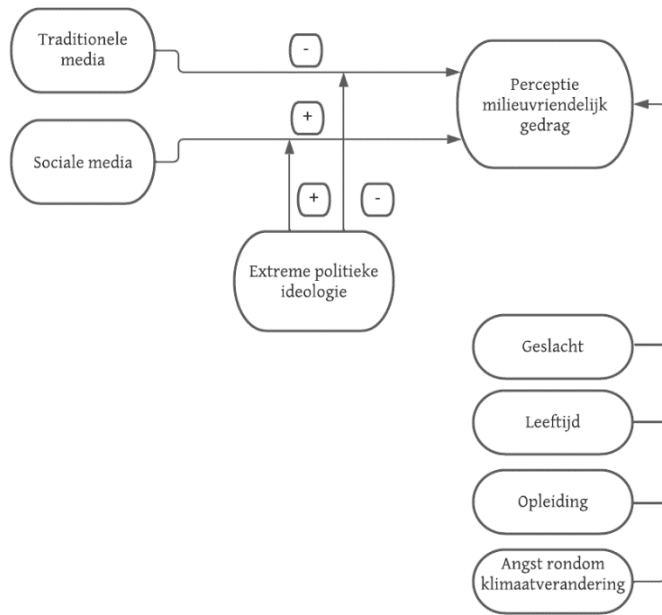 Traditionele
media
-
Perceptie
milieuvriendelijk
gedrag
+
Sociale media
+
-
Extreme politieke
ideologie
Geslacht
Leeftijd
Opleiding
Angst rondom
klimaatverandering